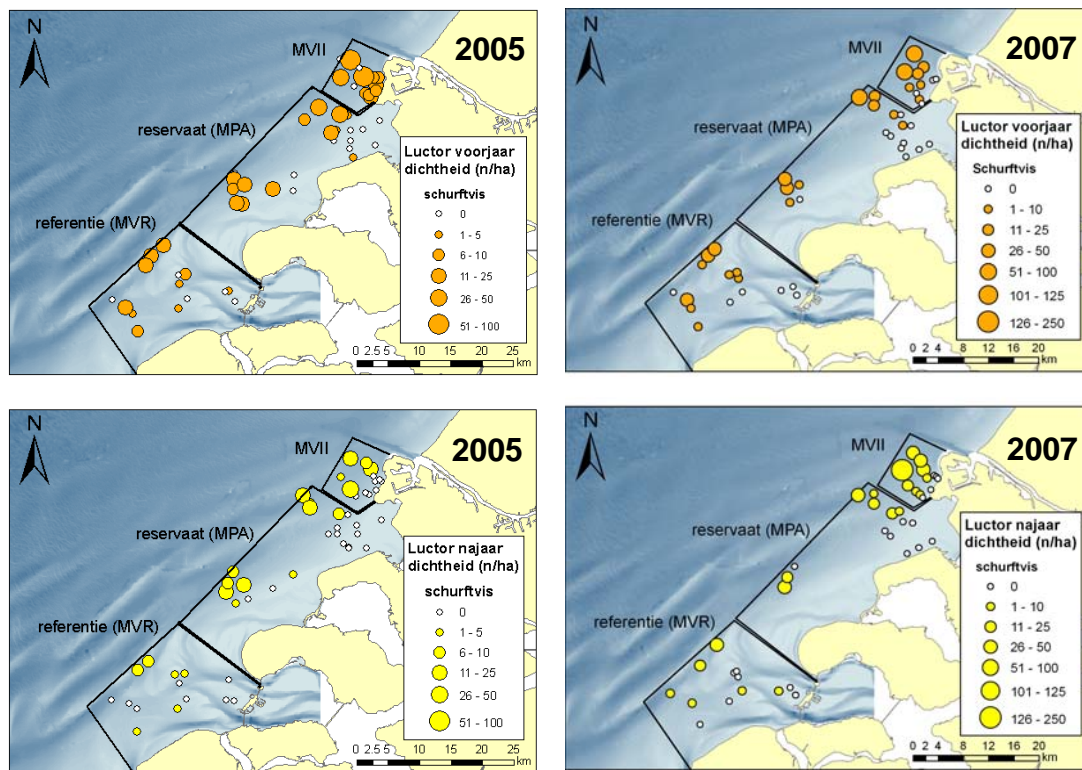 N
2005
MVII
reservaat (MPA)
referentie (MVR)
Luctor voorjaar
dichtheid (n/ha)
schurftvis
0
1 - 5
6 - 10
11 - 25
26 - 50
51 - 100
0 2.5 5 10 15 20 25
km
N
2007
MVII
reservaat (MPA)
referentie (MVR)
Luctor voorjaar
dichtheid (n/ha)
Schurftvis
0
1 - 10
11 - 25
26 - 50
51 - 100
101 - 125
126 - 250
0 2 4 8 12 16 20
km
N
2005
MVII
reservaat (MPA)
referentie (MVR)
Luctor najaar
dichtheid (n/ha)
schurftvis
0
1 - 5
6 - 10
11 - 25
26 - 50
51 - 100
0 2.5 5 10 15 20 25
km
N
2007
MVII
reservaat (MPA)
referentie (MVR)
Luctor najaar
dichtheid (n/ha)
schurftvis
0
1 - 10
11 - 25
26 - 50
51 - 100
101 - 125
126 - 250
0 2 4 8 12 16 20
km